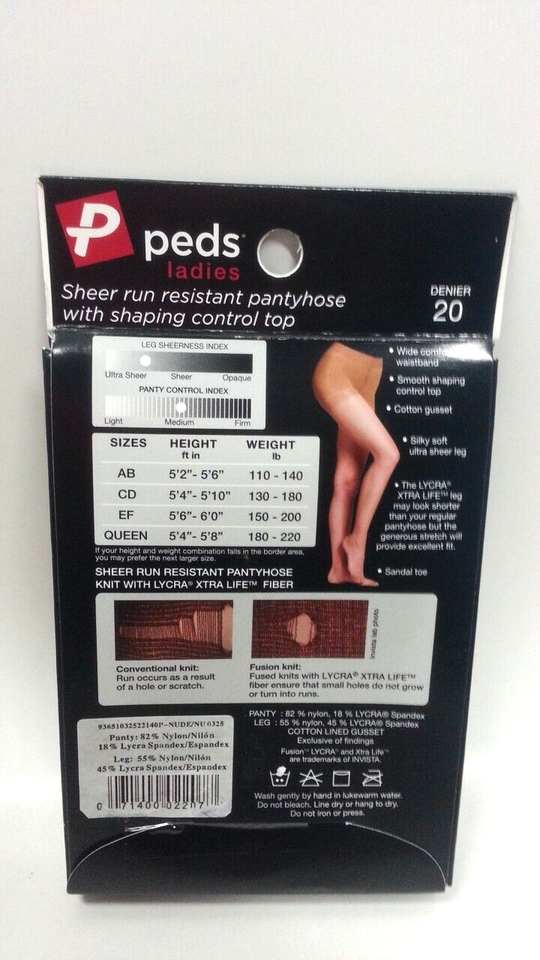 P
peds
ladies
Sheer run resistant pantyhose
with shaping control top
DENIER
20
LEG SHEERNESS INDEX
Ultra Sheer Sheer Opaque
PANTY CONTROL INDEX
Light Medium Firm
SIZES HEIGHT WEIGHT
ft in lb
AB 5'2"- 5'6" 110 - 140
CD 5'4"- 5'10" 130 - 180
EF 5'6"- 6'0" 150 - 200
QUEEN 5'4"- 5'8" 180 - 220
If your height and weight combination falls in the border area,
you may prefer the next larger size.
• Wide
waistband
• Smooth shaping
control top
• Cotton gusset
• Silky soft
ultra sheer leg
• The LYCRA®
XTRA LIFE™ leg
may look shorter
than your regular
pantyhose but the
generous stretch will
provide excellent fit.
• Sandal toe
SHEER RUN RESISTANT PANTYHOSE
KNIT WITH LYCRA® XTRA LIFE™ FIBER
Invista lab photo
Conventional knit:
Run occurs as a result
of a hole or scratch.
Fusion knit:
Fused knits with LYCRA® XTRA LIFE™
fiber ensure that small holes do not grow
or turn into runs.
93651032522140P-NUDE/NU 0325
Panty: 82% Nylon/Nilón
18% Lycra Spandex/Espandex
Leg: 55% Nylon/Nilón
45% Lycra Spandex/Espandex
0 71400 02207
PANTY : 82 % nylon, 18 % LYCRA® Spandex
LEG : 55 % nylon, 45 % LYCRA® Spandex
COTTON LINED GUSSET
Exclusive of findings
Fusion™ LYCRA® and Xtra Life™
are trademarks of INVISTA.
Wash gently by hand in lukewarm water.
Do not bleach. Line dry or hang to dry.
Do not iron or press.